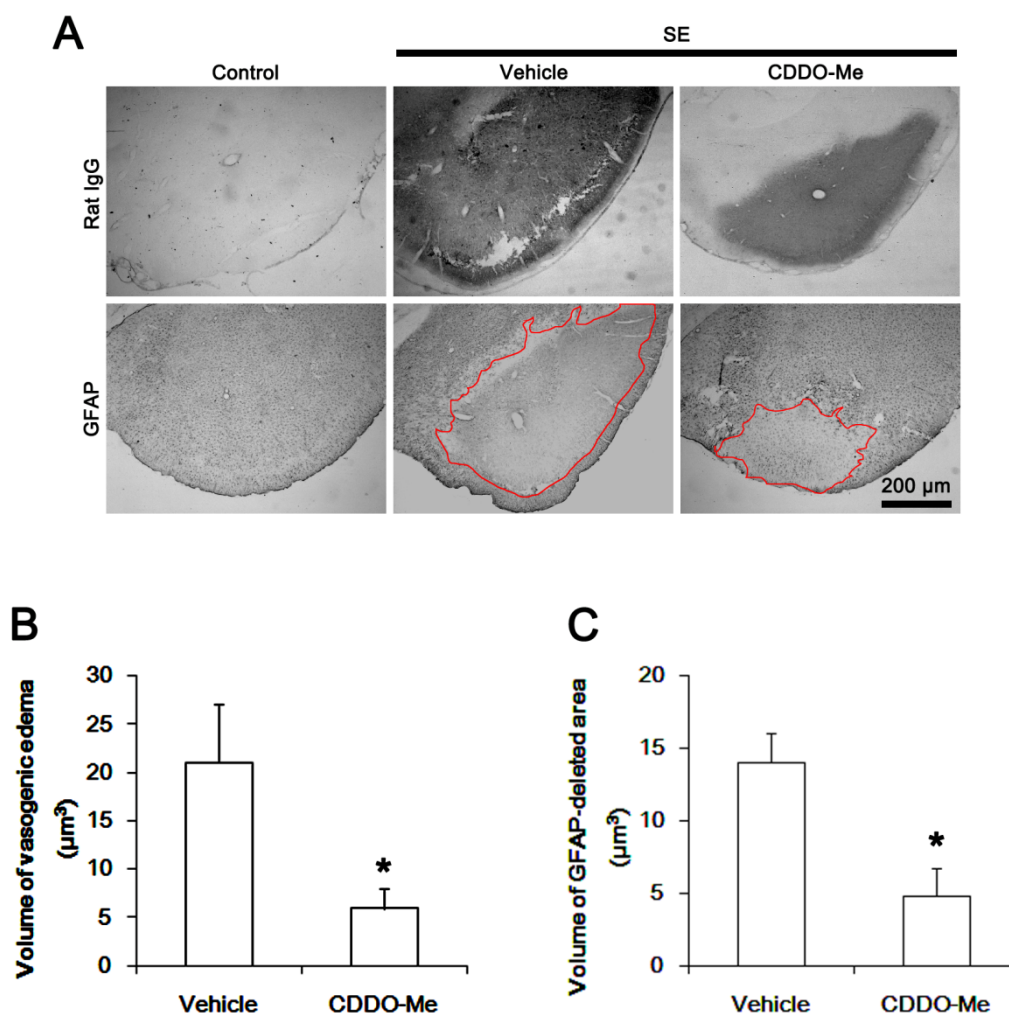 A
SE
Control
Vehicle
CDDO-Me
Rat IgG
GFAP
200 µm
B
Volume of vasogenic edema
(µm³)
30
25
20
15
10
5
0
*
Vehicle
CDDO-Me
C
Volume of GFAP-deleted area
(µm³)
20
15
10
5
0
*
Vehicle
CDDO-Me